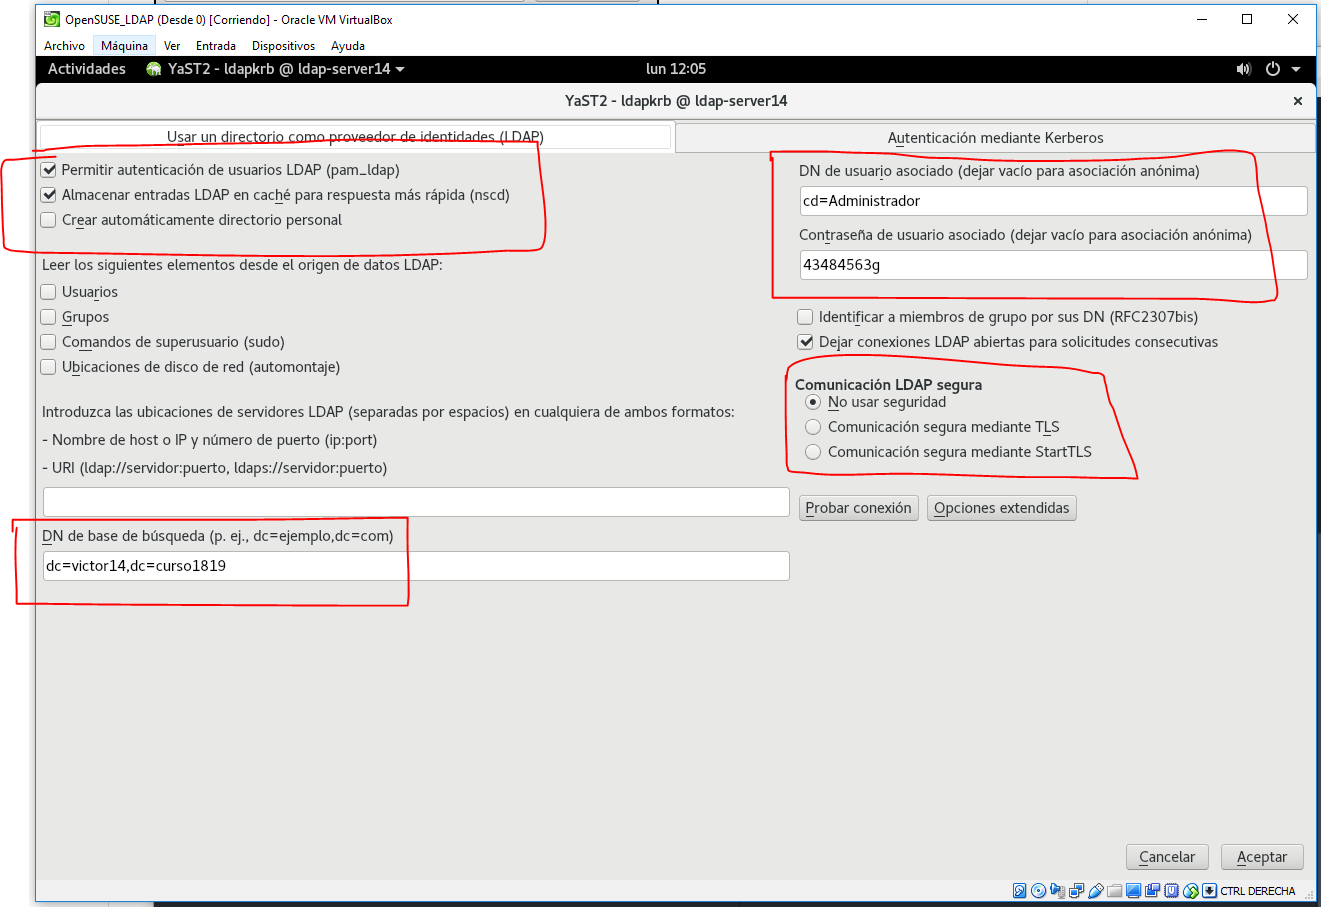 OpenSUSE_LDAP (Desde 0) [Corriendo] - Oracle VM VirtualBox
Archivo Máquina Ver Entrada Dispositivos Ayuda
Actividades YaST2 - ldapkrb @ ldap-server14 lun 12:05
YaST2 - ldapkrb @ ldap-server14
Usar un directorio como proveedor de identidades (LDAP)
Autenticación mediante Kerberos
Permitir autenticación de usuarios LDAP (pam_ldap)
Almacenar entradas LDAP en caché para respuesta más rápida (nscd)
Crear automáticamente directorio personal
Leer los siguientes elementos desde el origen de datos LDAP:
Usuarios
Grupos
Comandos de superusuario (sudo)
Ubicaciones de disco de red (automontaje)
Introduzca las ubicaciones de servidores LDAP (separadas por espacios) en cualquiera de ambos formatos:
- Nombre de host o IP y número de puerto (ip:port)
- URI (ldap://servidor:puerto, ldaps://servidor:puerto)
DN de base de búsqueda (p. ej., dc=ejemplo,dc=com)
dc=victor14,dc=curso1819
DN de usuario asociado (dejar vacío para asociación anónima)
cd=Administrador
Contraseña de usuario asociado (dejar vacío para asociación anónima)
43484563g
Identificar a miembros de grupo por sus DN (RFC2307bis)
Dejar conexiones LDAP abiertas para solicitudes consecutivas
Comunicación LDAP segura
No usar seguridad
Comunicación segura mediante TLS
Comunicación segura mediante StartTLS
Probar conexión Opciones extendidas
Cancelar Aceptar
CTRL DERECHA